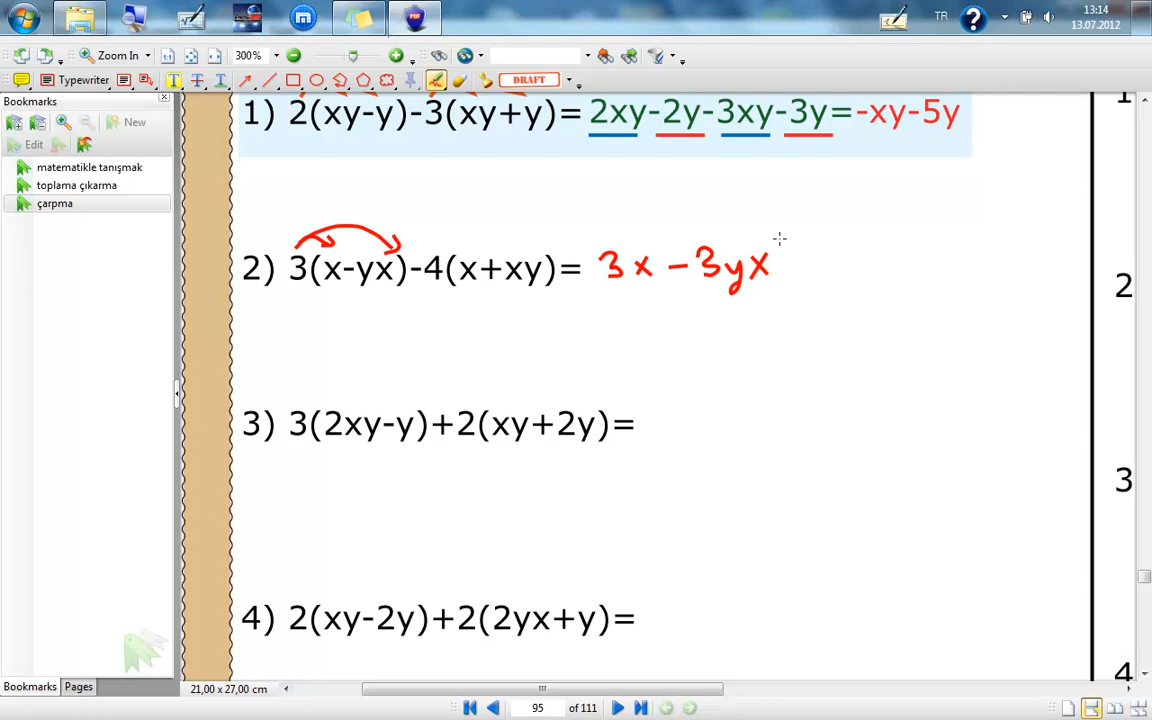 TR
13:14
13.07.2012
Zoom In
300%
Typewriter
T T T
DRAFT
Bookmarks
New
Edit
matematikle tanışmak
toplama çıkarma
çarpma
1) 2(xy-y)-3(xy+y)= 2xy-2y-3xy-3y=-xy-5y
1
2) 3(x-yx)-4(x+xy)= 3x -3yx
2
3) 3(2xy-y)+2(xy+2y)=
3
4) 2(xy-2y)+2(2yx+y)=
4
Bookmarks Pages
21,00 x 27,00 cm
95 of 111